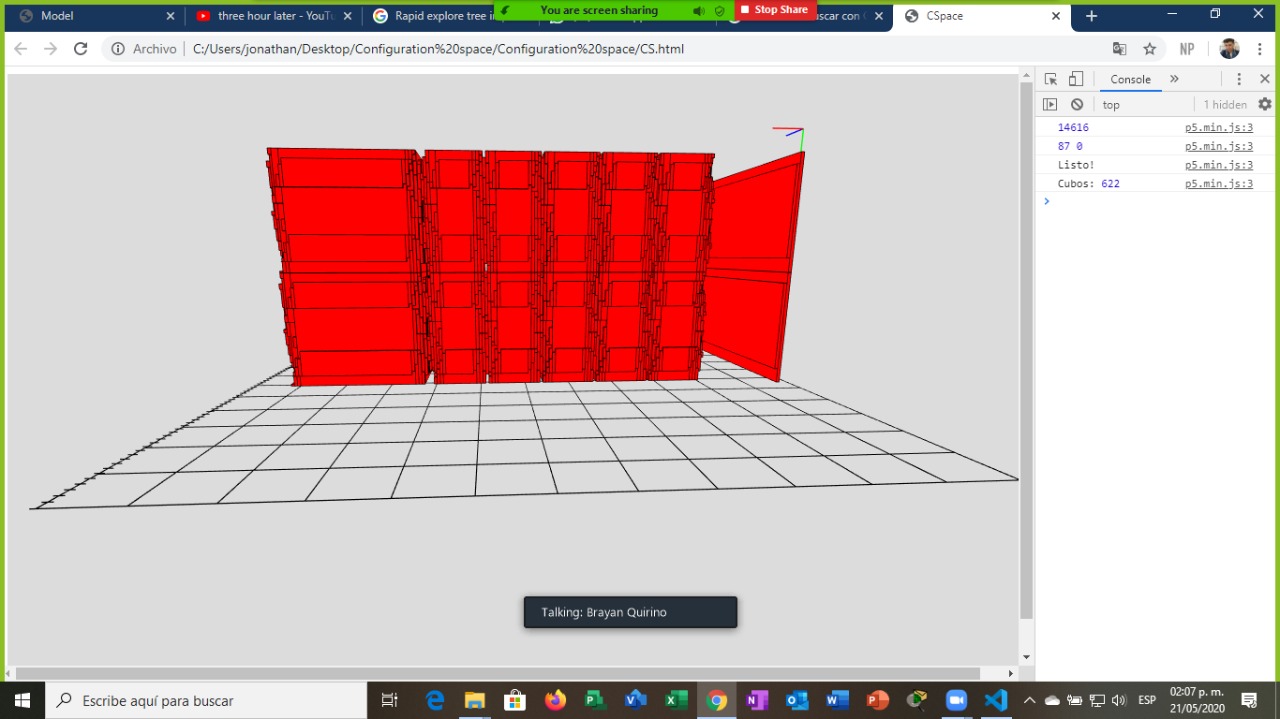 Model
three hour later - YouTu
Rapid explore tree i
You are screen sharing
Stop Share
uscar con
CSpace
Archivo
C:/Users/jonathan/Desktop/Configuration%20space/Configuration%20space/CS.html
NP
Console
top
1 hidden
14616 p5.min.js:3
87 0 p5.min.js:3
Listo! p5.min.js:3
Cubos: 622 p5.min.js:3
Talking: Brayan Quirino
Escribe aquí para buscar
ESP
02:07 p. m.
21/05/2020